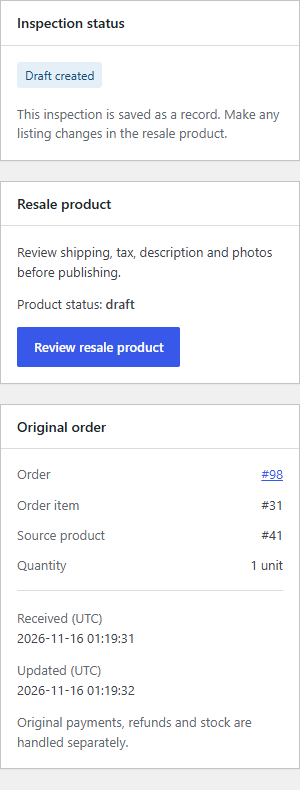 Inspection status
Draft created
This inspection is saved as a record. Make any
listing changes in the resale product.
Resale product
Review shipping, tax, description and photos
before publishing.
Product status: draft
Review resale product
Original order
Order #98
Order item #31
Source product #41
Quantity 1 unit
Received (UTC)
2026-11-16 01:19:31
Updated (UTC)
2026-11-16 01:19:32
Original payments, refunds and stock are
handled separately.